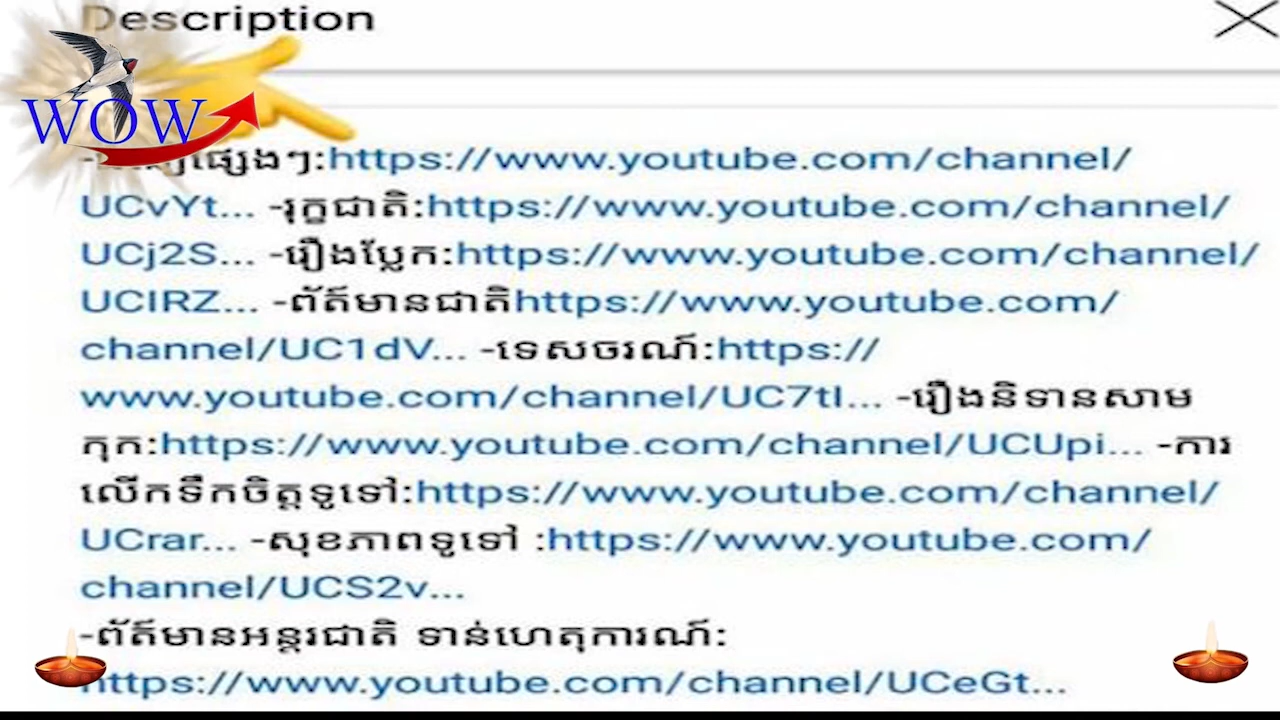 Description
WOW
ផ្សេងៗ:https://www.youtube.com/channel/
UCvYt... -រុក្ខជាតិ:https://www.youtube.com/channel/
UCj2S... -រឿងប្លែក:https://www.youtube.com/channel/
UCIRZ... -ព័ត៌មានជាតិhttps://www.youtube.com/
channel/UC1dV... -ទេសចរណ៍:https://
www.youtube.com/channel/UC7tI... -រឿងនិទានសាម
កុក:https://www.youtube.com/channel/UCUpi... -ការ
លើកទឹកចិត្តទូទៅ:https://www.youtube.com/channel/
UCrar... -សុខភាពទូទៅ :https://www.youtube.com/
channel/UCS2v...
-ព័ត៌មានអន្តរជាតិ ទាន់ហេតុការណ៍:
https://www.youtube.com/channel/UCeGt...